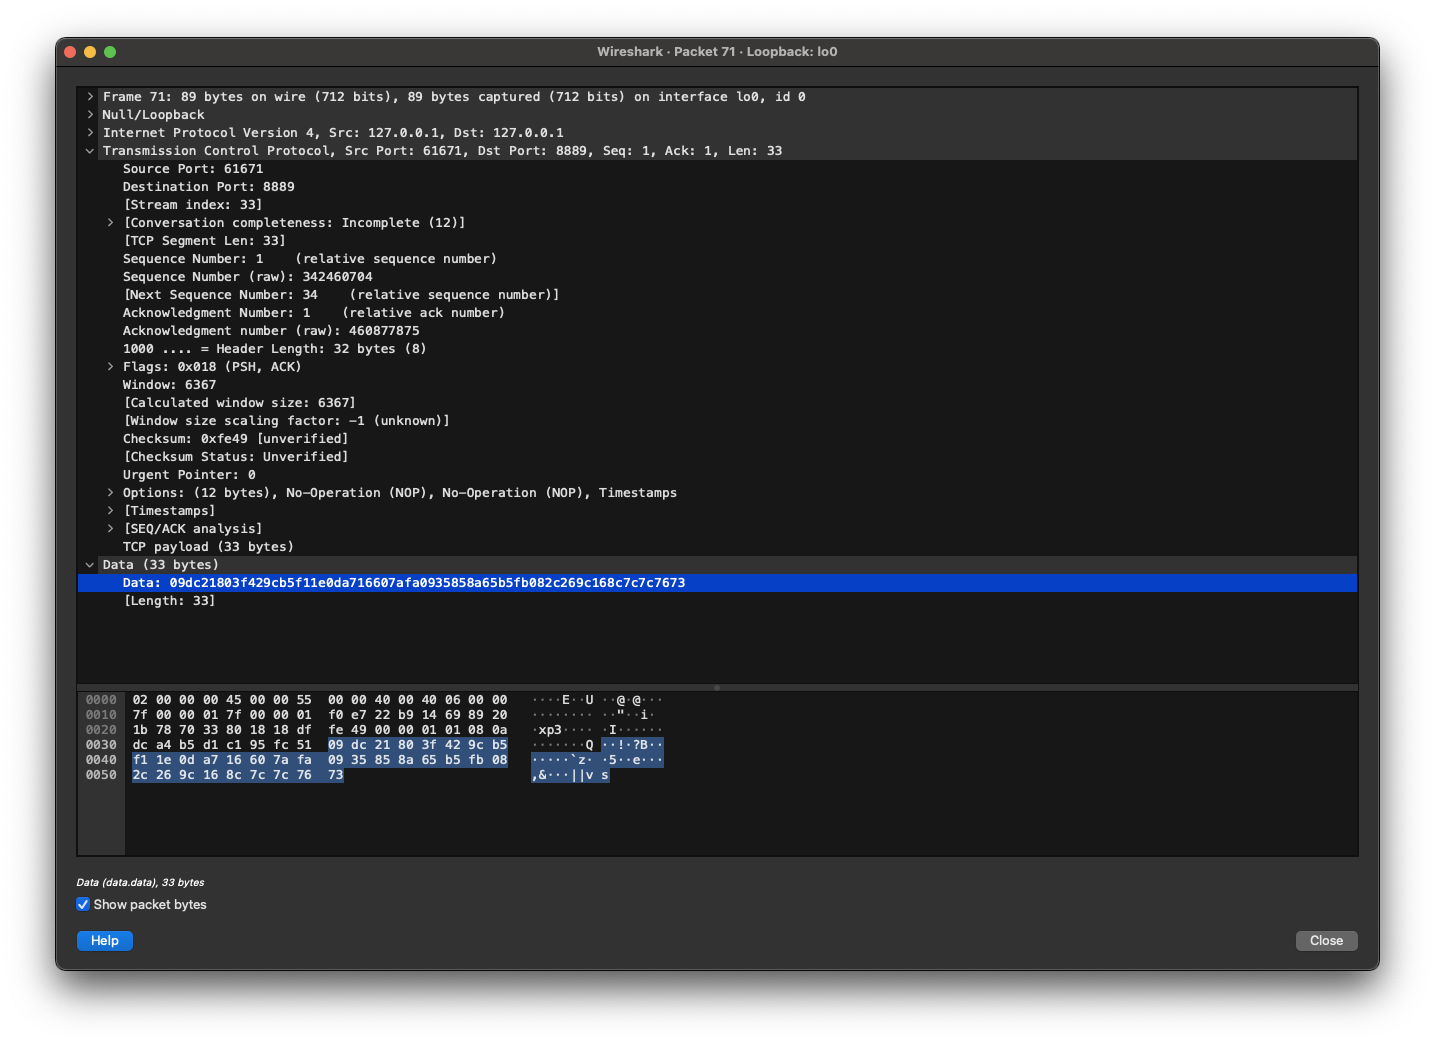 Wireshark · Packet 71 · Loopback: lo0
Frame 71: 89 bytes on wire (712 bits), 89 bytes captured (712 bits) on interface lo0, id 0
Null/Loopback
Internet Protocol Version 4, Src: 127.0.0.1, Dst: 127.0.0.1
Transmission Control Protocol, Src Port: 61671, Dst Port: 8889, Seq: 1, Ack: 1, Len: 33
Source Port: 61671
Destination Port: 8889
[Stream index: 33]
[Conversation completeness: Incomplete (12)]
[TCP Segment Len: 33]
Sequence Number: 1    (relative sequence number)
Sequence Number (raw): 342460704
[Next Sequence Number: 34    (relative sequence number)]
Acknowledgment Number: 1    (relative ack number)
Acknowledgment number (raw): 460877875
1000 .... = Header Length: 32 bytes (8)
Flags: 0x018 (PSH, ACK)
Window: 6367
[Calculated window size: 6367]
[Window size scaling factor: -1 (unknown)]
Checksum: 0xfe49 [unverified]
[Checksum Status: Unverified]
Urgent Pointer: 0
Options: (12 bytes), No-Operation (NOP), No-Operation (NOP), Timestamps
[Timestamps]
[SEQ/ACK analysis]
TCP payload (33 bytes)
Data (33 bytes)
Data: 09dc21803f429cb5f11e0da716607afa0935858a65b5fb082c269c168c7c7c7673
[Length: 33]
0000 02 00 00 00 45 00 00 55 00 00 40 00 40 06 00 00 ····E··U ··@·@···
0010 7f 00 00 01 7f 00 00 01 f0 e7 22 b9 14 69 89 20 ········ ··"··i·
0020 1b 78 70 33 80 18 18 df fe 49 00 00 01 01 08 0a ·xp3···· ·I······
0030 dc a4 b5 d1 c1 95 fc 51 09 dc 21 80 3f 42 9c b5 ·······Q ··!·?B··
0040 f1 1e 0d a7 16 60 7a fa 09 35 85 8a 65 b5 fb 08 ·····`z· ·5··e···
0050 2c 26 9c 16 8c 7c 7c 76 73 ,&···||v s
Data (data.data), 33 bytes
Show packet bytes
Help
Close